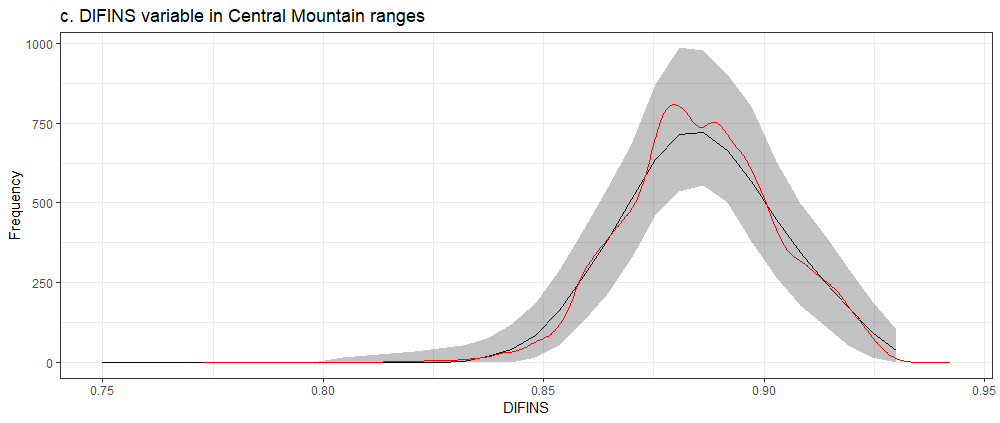 c. DIFINS variable in Central Mountain ranges
1000
750
500
250
0
Frequency
0.75 0.80 0.85 0.90 0.95
DIFINS